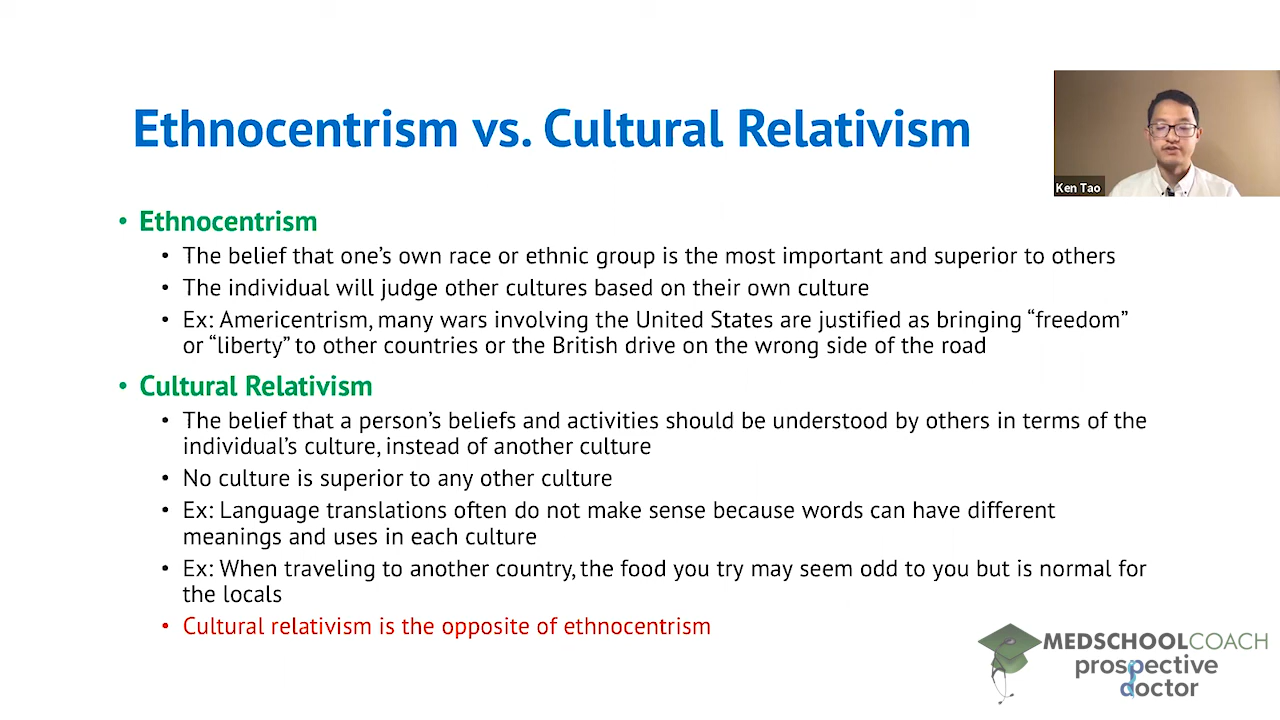 Ethnocentrism vs. Cultural Relativism
Ken Tao
• Ethnocentrism
• The belief that one’s own race or ethnic group is the most important and superior to others
• The individual will judge other cultures based on their own culture
• Ex: Americentrism, many wars involving the United States are justified as bringing “freedom”
or “liberty” to other countries or the British drive on the wrong side of the road
• Cultural Relativism
• The belief that a person’s beliefs and activities should be understood by others in terms of the
individual’s culture, instead of another culture
• No culture is superior to any other culture
• Ex: Language translations often do not make sense because words can have different
meanings and uses in each culture
• Ex: When traveling to another country, the food you try may seem odd to you but is normal for
the locals
• Cultural relativism is the opposite of ethnocentrism
MEDSCHOOLCOACH
prospective
doctor